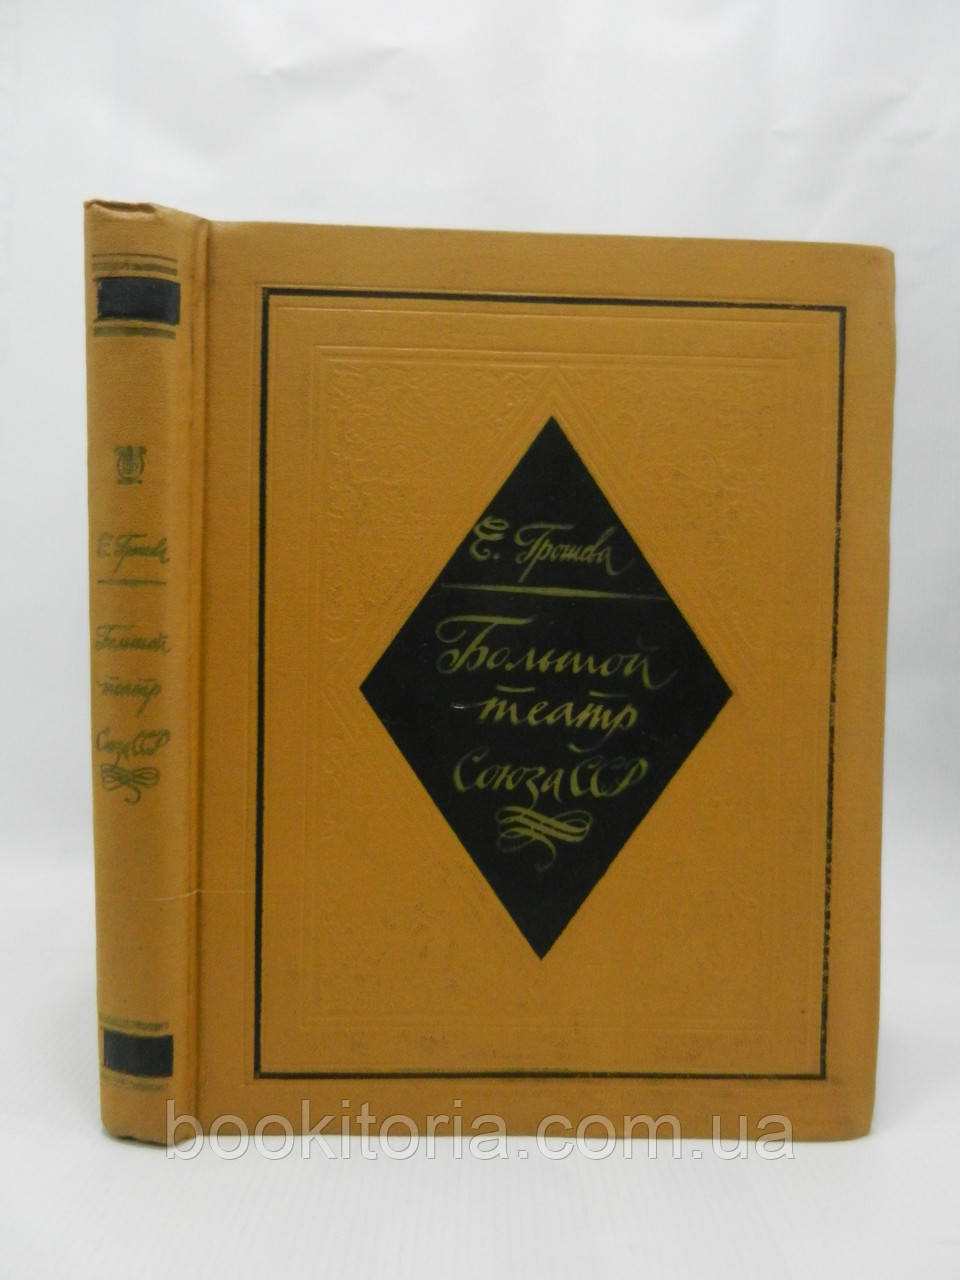 Е. Грошева
Большой
театр
Союза ССР
Е. Грошева
Большой
театр
Союза ССР
bookitoria.com.ua